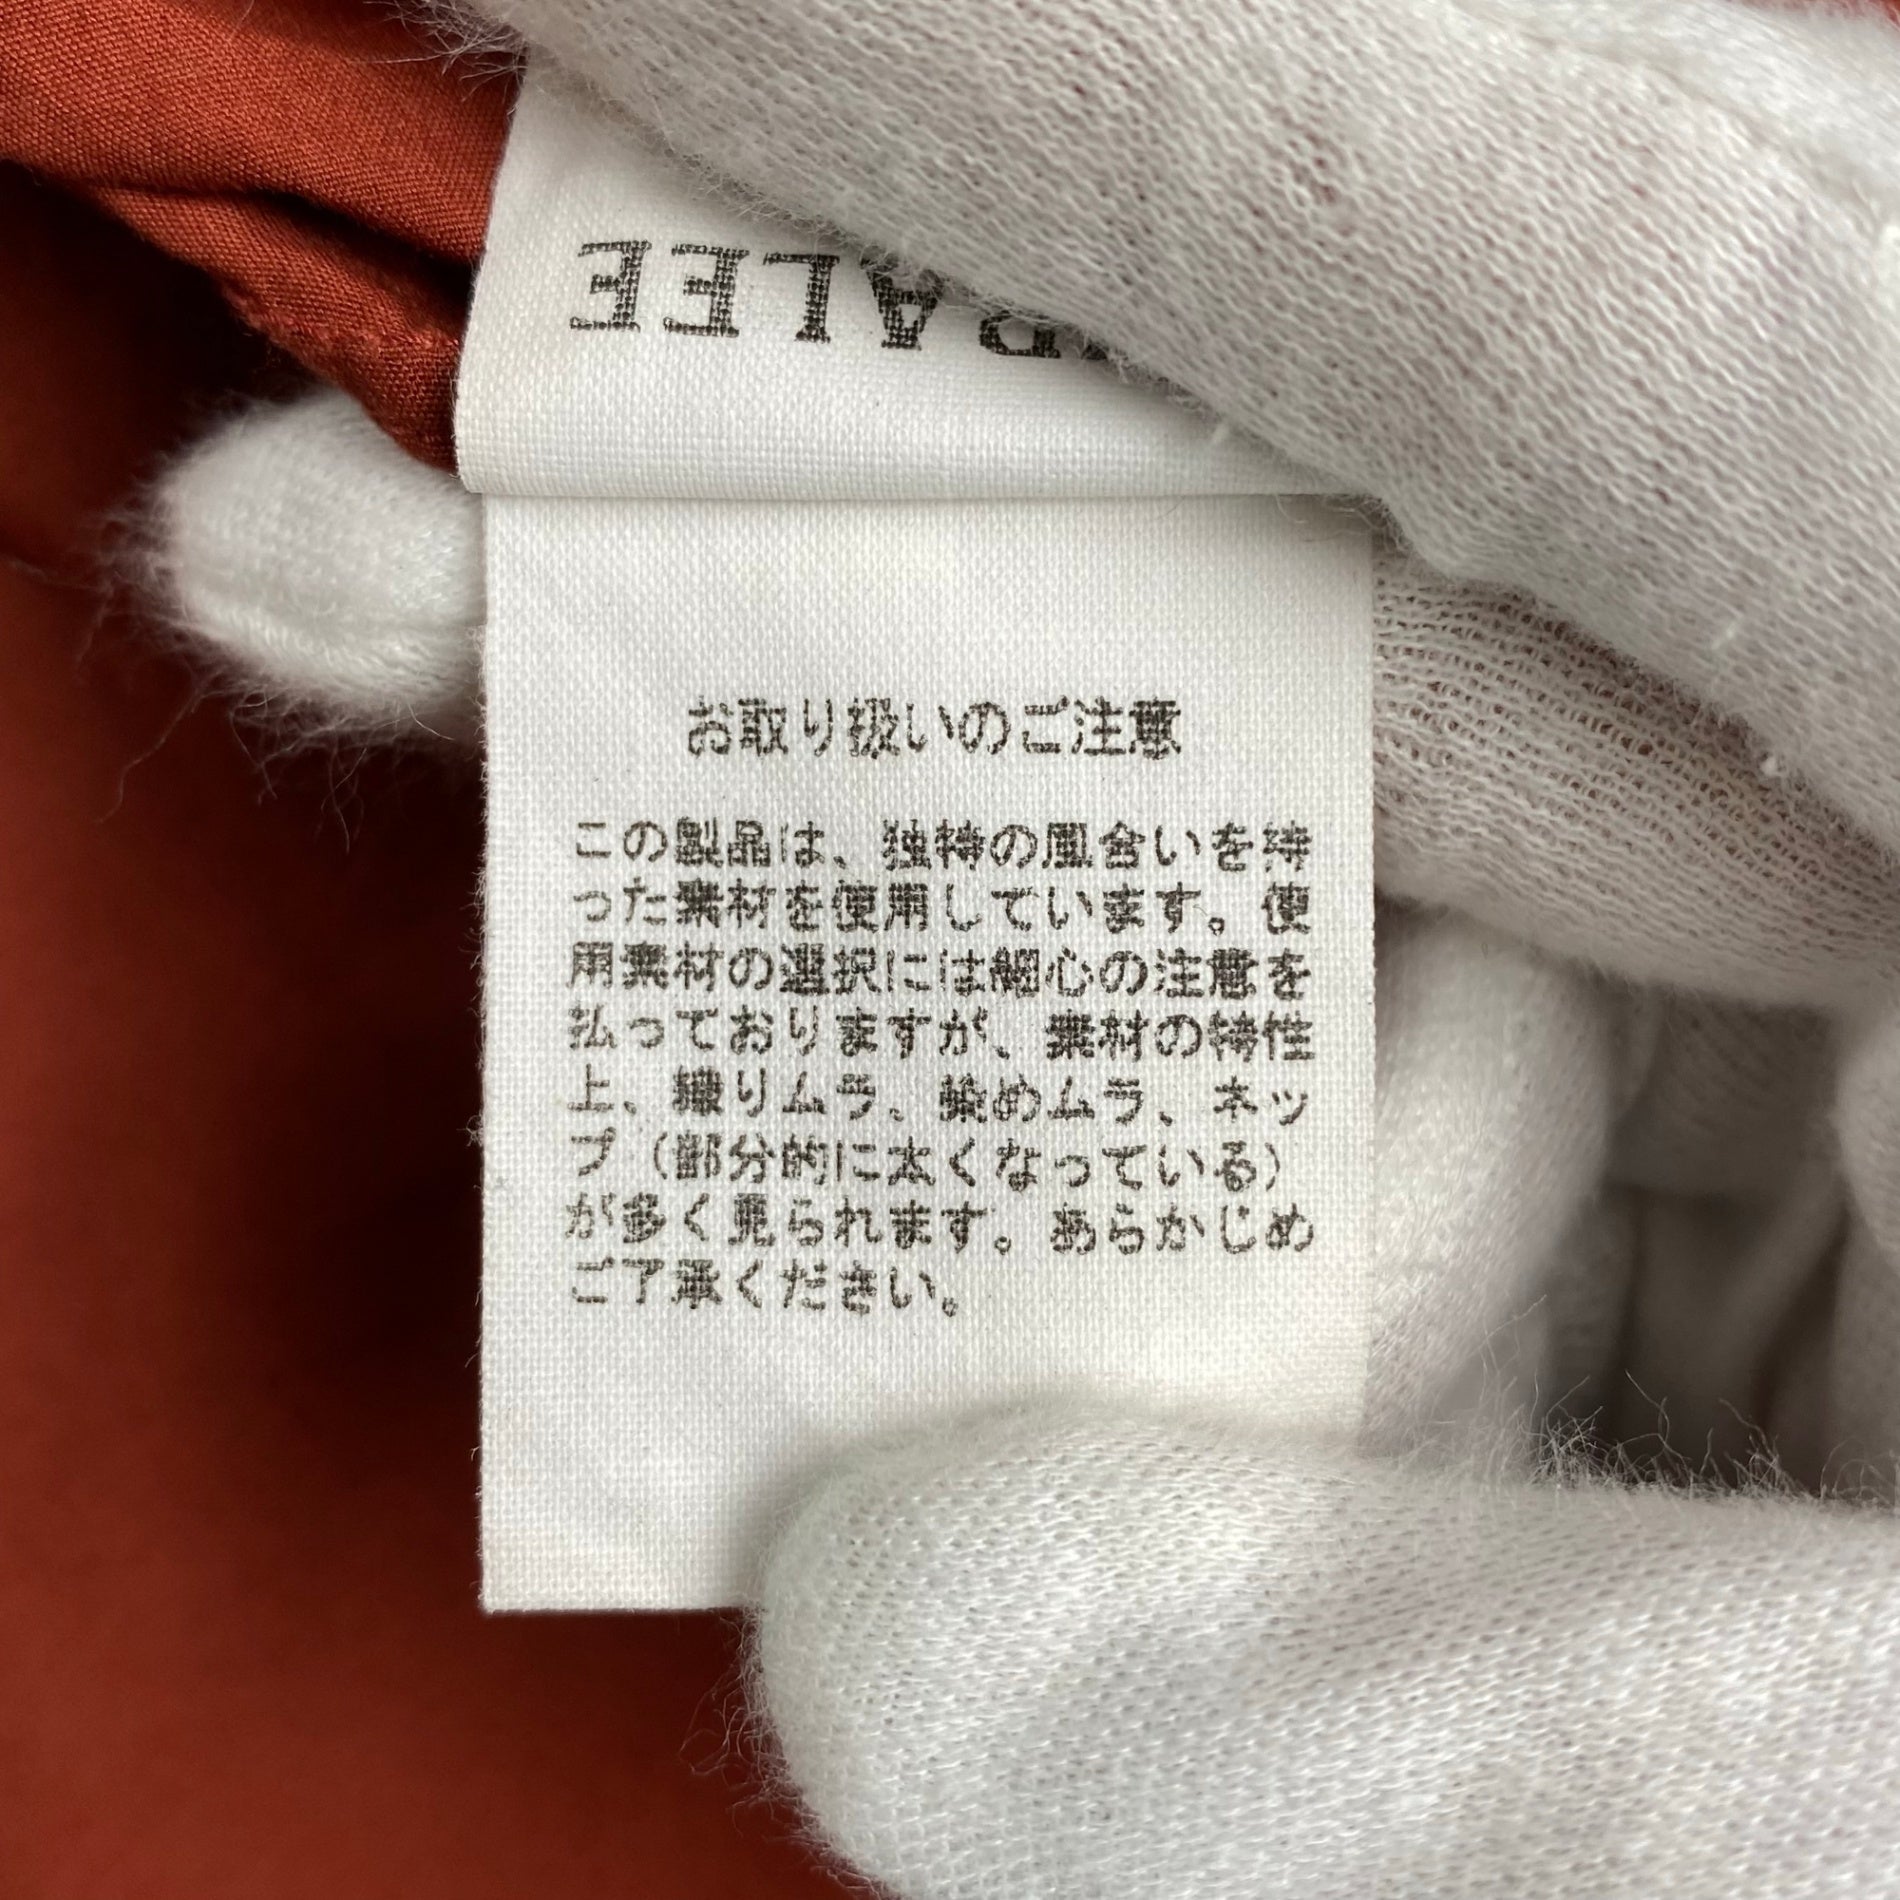 RALEE
お取り扱いのご注意
この製品は、独特の風合いを持
った素材を使用しています。使
用素材の選択には細心の注意を
払っておりますが、素材の特性
上、織りムラ、染めムラ、ネッ
プ（部分的に太くなっている）
が多く見られます。あらかじめ
ご了承ください。